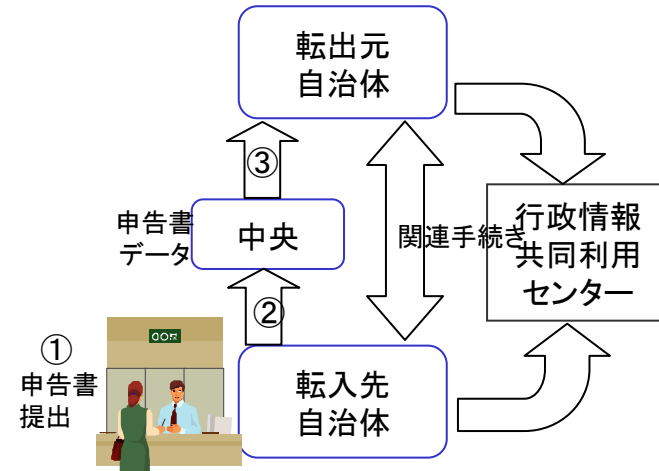 転出元
自治体
③
申告書
データ
中央
関連手続き
行政情報
共同利用
センター
②
①
申告書
提出
転入先
自治体